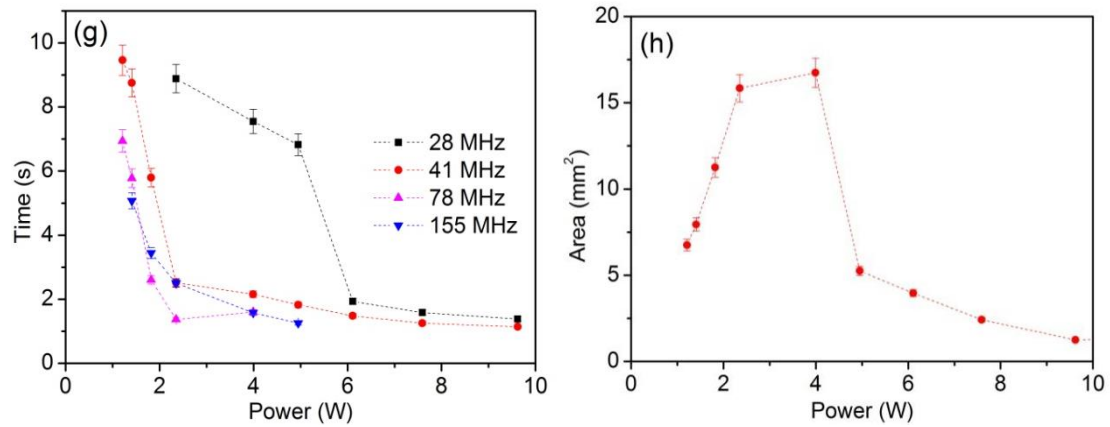 (g)
10
8
6
4
2
0
Time (s)
28 MHz
41 MHz
78 MHz
155 MHz
0 2 4 6 8 10
Power (W)
(h)
20
15
10
5
0
Area (mm²)
0 2 4 6 8 10
Power (W)